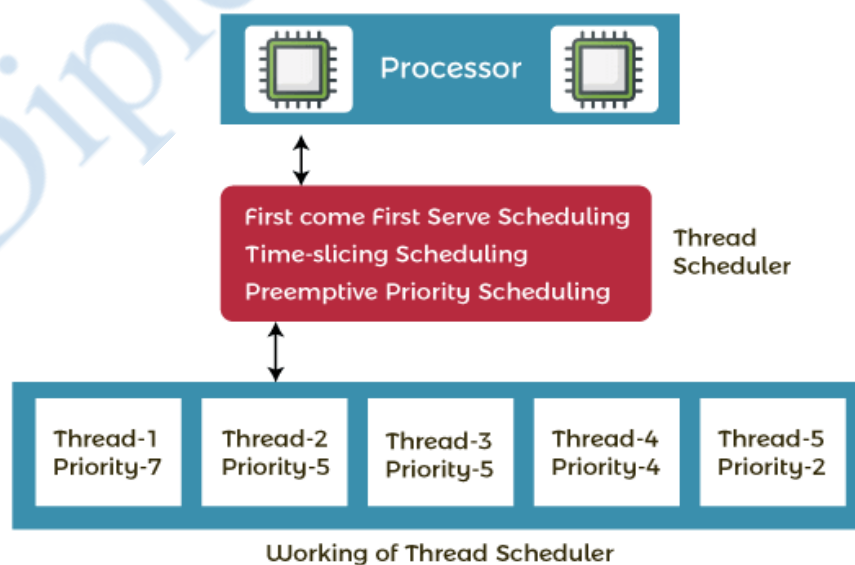 Processor
First come First Serve Scheduling
Time-slicing Scheduling
Preemptive Priority Scheduling
Thread
Scheduler
Thread-1
Priority-7
Thread-2
Priority-5
Thread-3
Priority-5
Thread-4
Priority-4
Thread-5
Priority-2
Working of Thread Scheduler